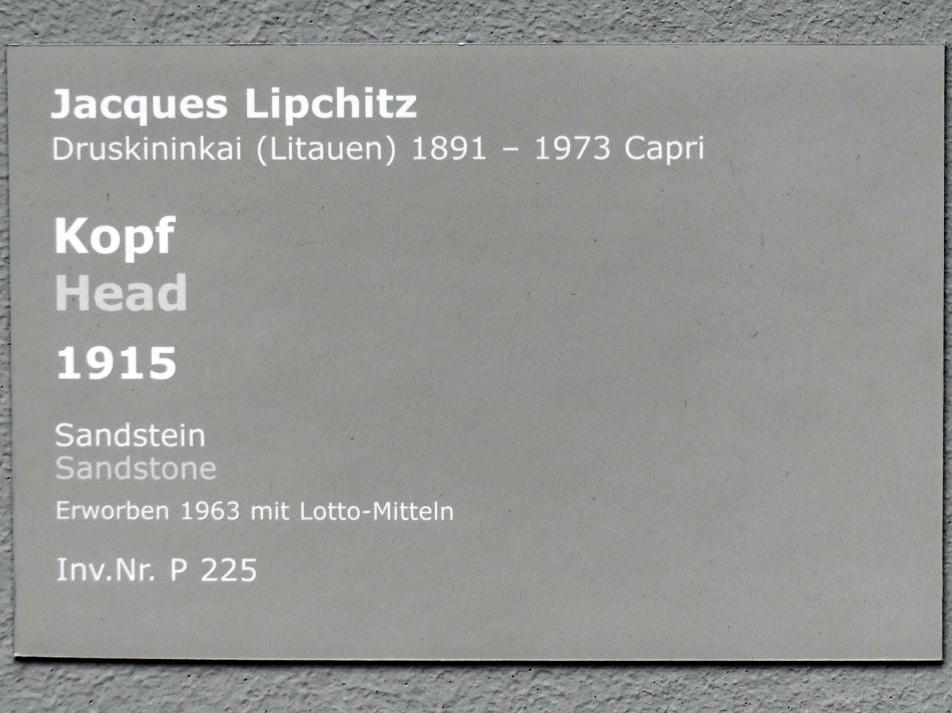 Jacques Lipchitz
Druskininkai (Litauen) 1891 – 1973 Capri
Kopf
Head
1915
Sandstein
Sandstone
Erworben 1963 mit Lotto-Mitteln
Inv.Nr. P 225